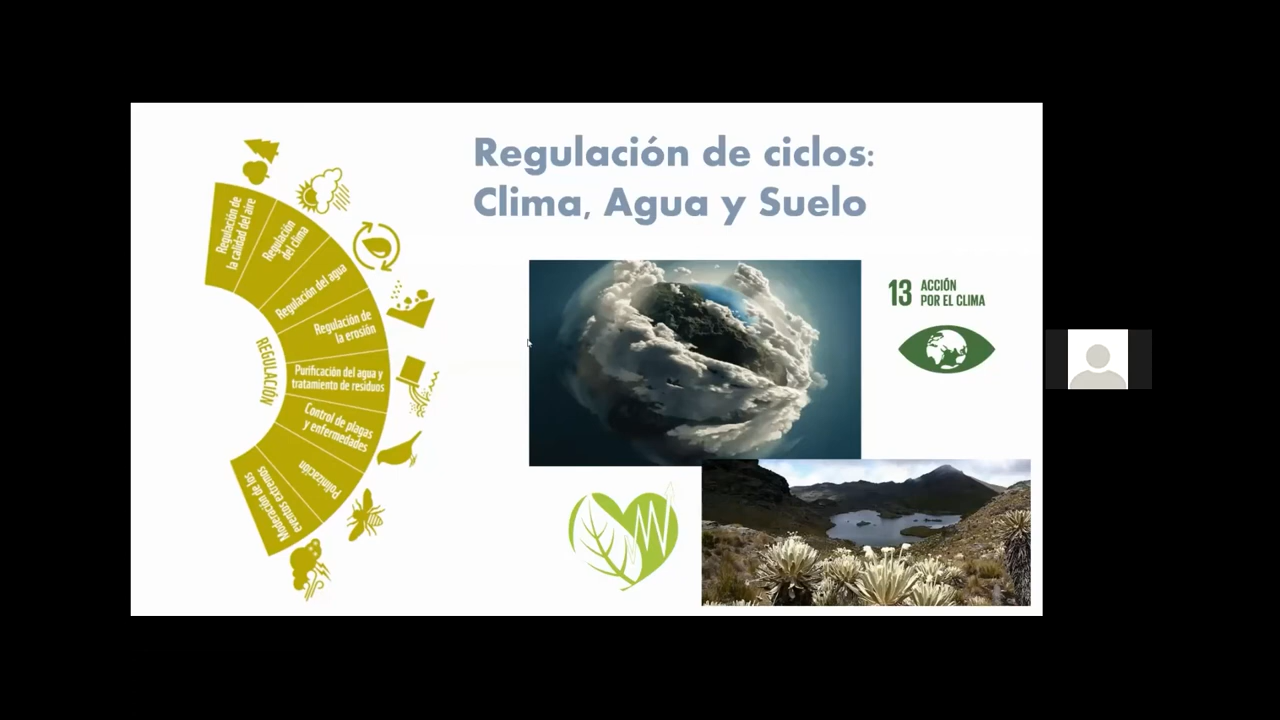 Regulación de ciclos:
Clima, Agua y Suelo
Regulación de
la calidad del aire
Regulación
del clima
Regulación del agua
Regulación de
la erosión
Purificación del agua y
tratamiento de residuos
Control de plagas
y enfermedades
Polinización
Moderación de los
eventos extremos
REGULACIÓN
13 ACCIÓN
POR EL CLIMA